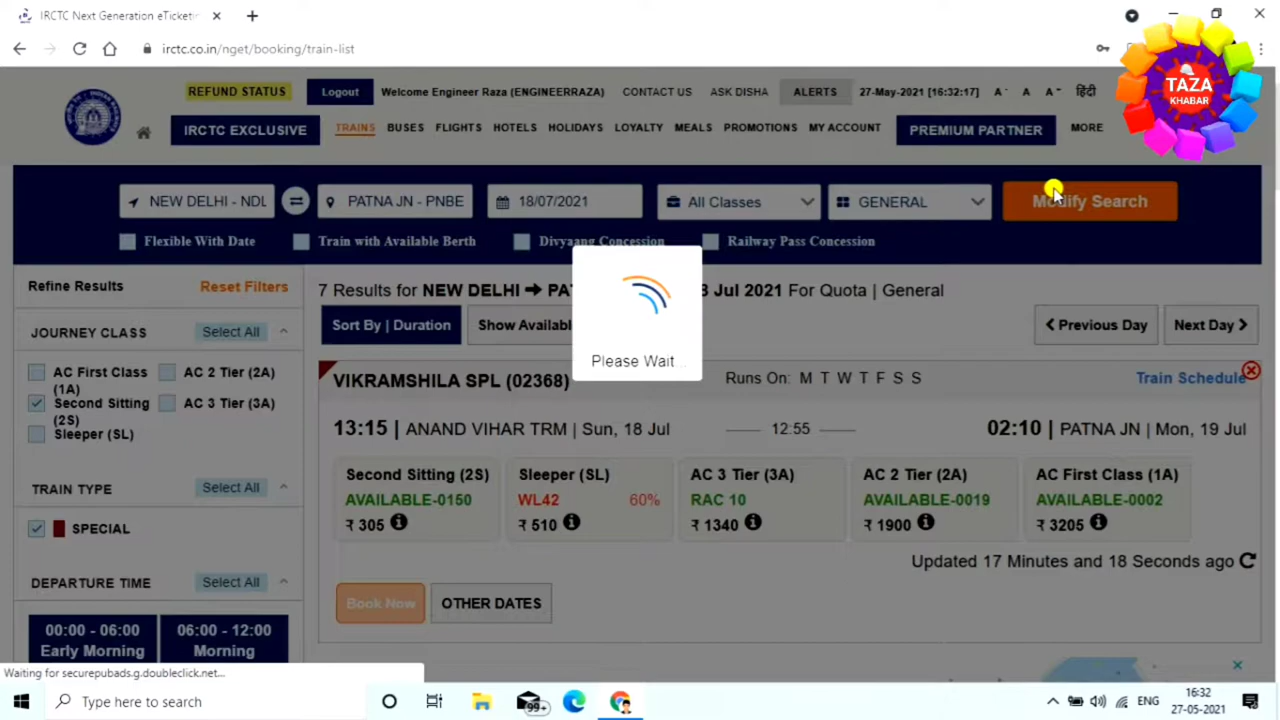 IRCTC Next Generation eTicketin
irctc.co.in/nget/booking/train-list
REFUND STATUS Logout Welcome Engineer Raza (ENGINEERRAZA) CONTACT US ASK DISHA ALERTS 27-May-2021 [16:32:17] A- A A+ हिंदी
TAZA
KHABAR
IRCTC EXCLUSIVE TRAINS BUSES FLIGHTS HOTELS HOLIDAYS LOYALTY MEALS PROMOTIONS MY ACCOUNT PREMIUM PARTNER MORE
NEW DELHI - NDL PATNA JN - PNBE 18/07/2021 All Classes GENERAL Modify Search
Flexible With Date Train with Available Berth Divyaang Concession Railway Pass Concession
Refine Results Reset Filters
7 Results for NEW DELHI PA 8 Jul 2021 For Quota | General
JOURNEY CLASS Select All
Sort By | Duration Show Availabl Previous Day Next Day
AC First Class (1A) AC 2 Tier (2A)
Second Sitting (2S) AC 3 Tier (3A)
Sleeper (SL)
VIKRAMSHILA SPL (02368) Runs On: M T W T F S S Train Schedule
13:15 | ANAND VIHAR TRM | Sun, 18 Jul 12:55 02:10 | PATNA JN | Mon, 19 Jul
Please Wait...
Second Sitting (2S) Sleeper (SL) AC 3 Tier (3A) AC 2 Tier (2A) AC First Class (1A)
AVAILABLE-0150 WL42 60% RAC 10 AVAILABLE-0019 AVAILABLE-0002
₹ 305 ₹ 510 ₹ 1340 ₹ 1900 ₹ 3205
TRAIN TYPE Select All
SPECIAL
Updated 17 Minutes and 18 Seconds ago
DEPARTURE TIME Select All
Book Now OTHER DATES
00:00 - 06:00 06:00 - 12:00
Early Morning Morning
Waiting for securepubads.g.doubleclick.net...
Type here to search 99+ ENG 16:32
27-05-2021